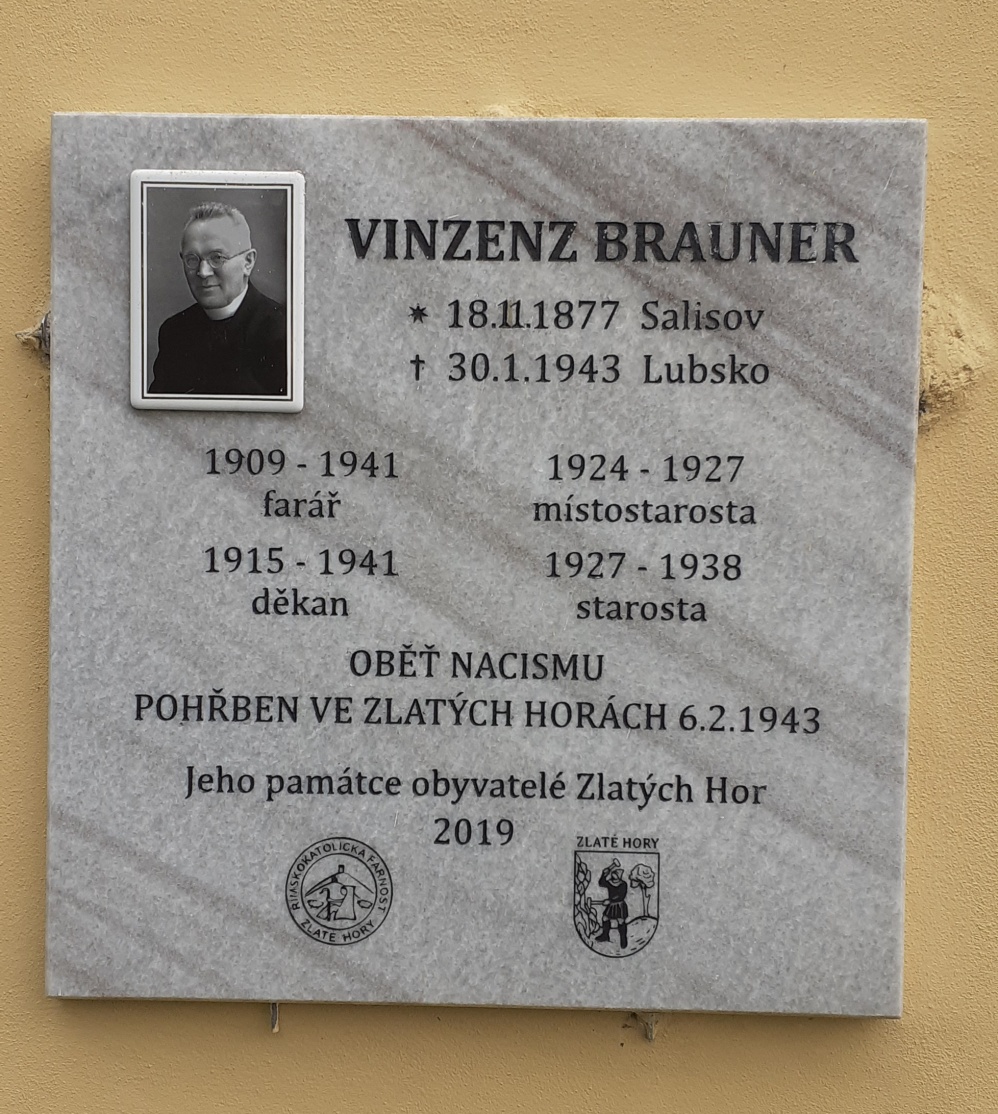 VINZENZ BRAUNER
* 18.11.1877 Salisov
† 30.1.1943 Lubsko
1909 - 1941
farář
1915 - 1941
děkan
1924 - 1927
místostarosta
1927 - 1938
starosta
OBĚŤ NACISMU
POHŘBEN VE ZLATÝCH HORÁCH 6.2.1943
Jeho památce obyvatelé Zlatých Hor
2019
ŘÍMSKOKATOLICKÁ FARNOST
ZLATÉ HORY
ZLATÉ HORY